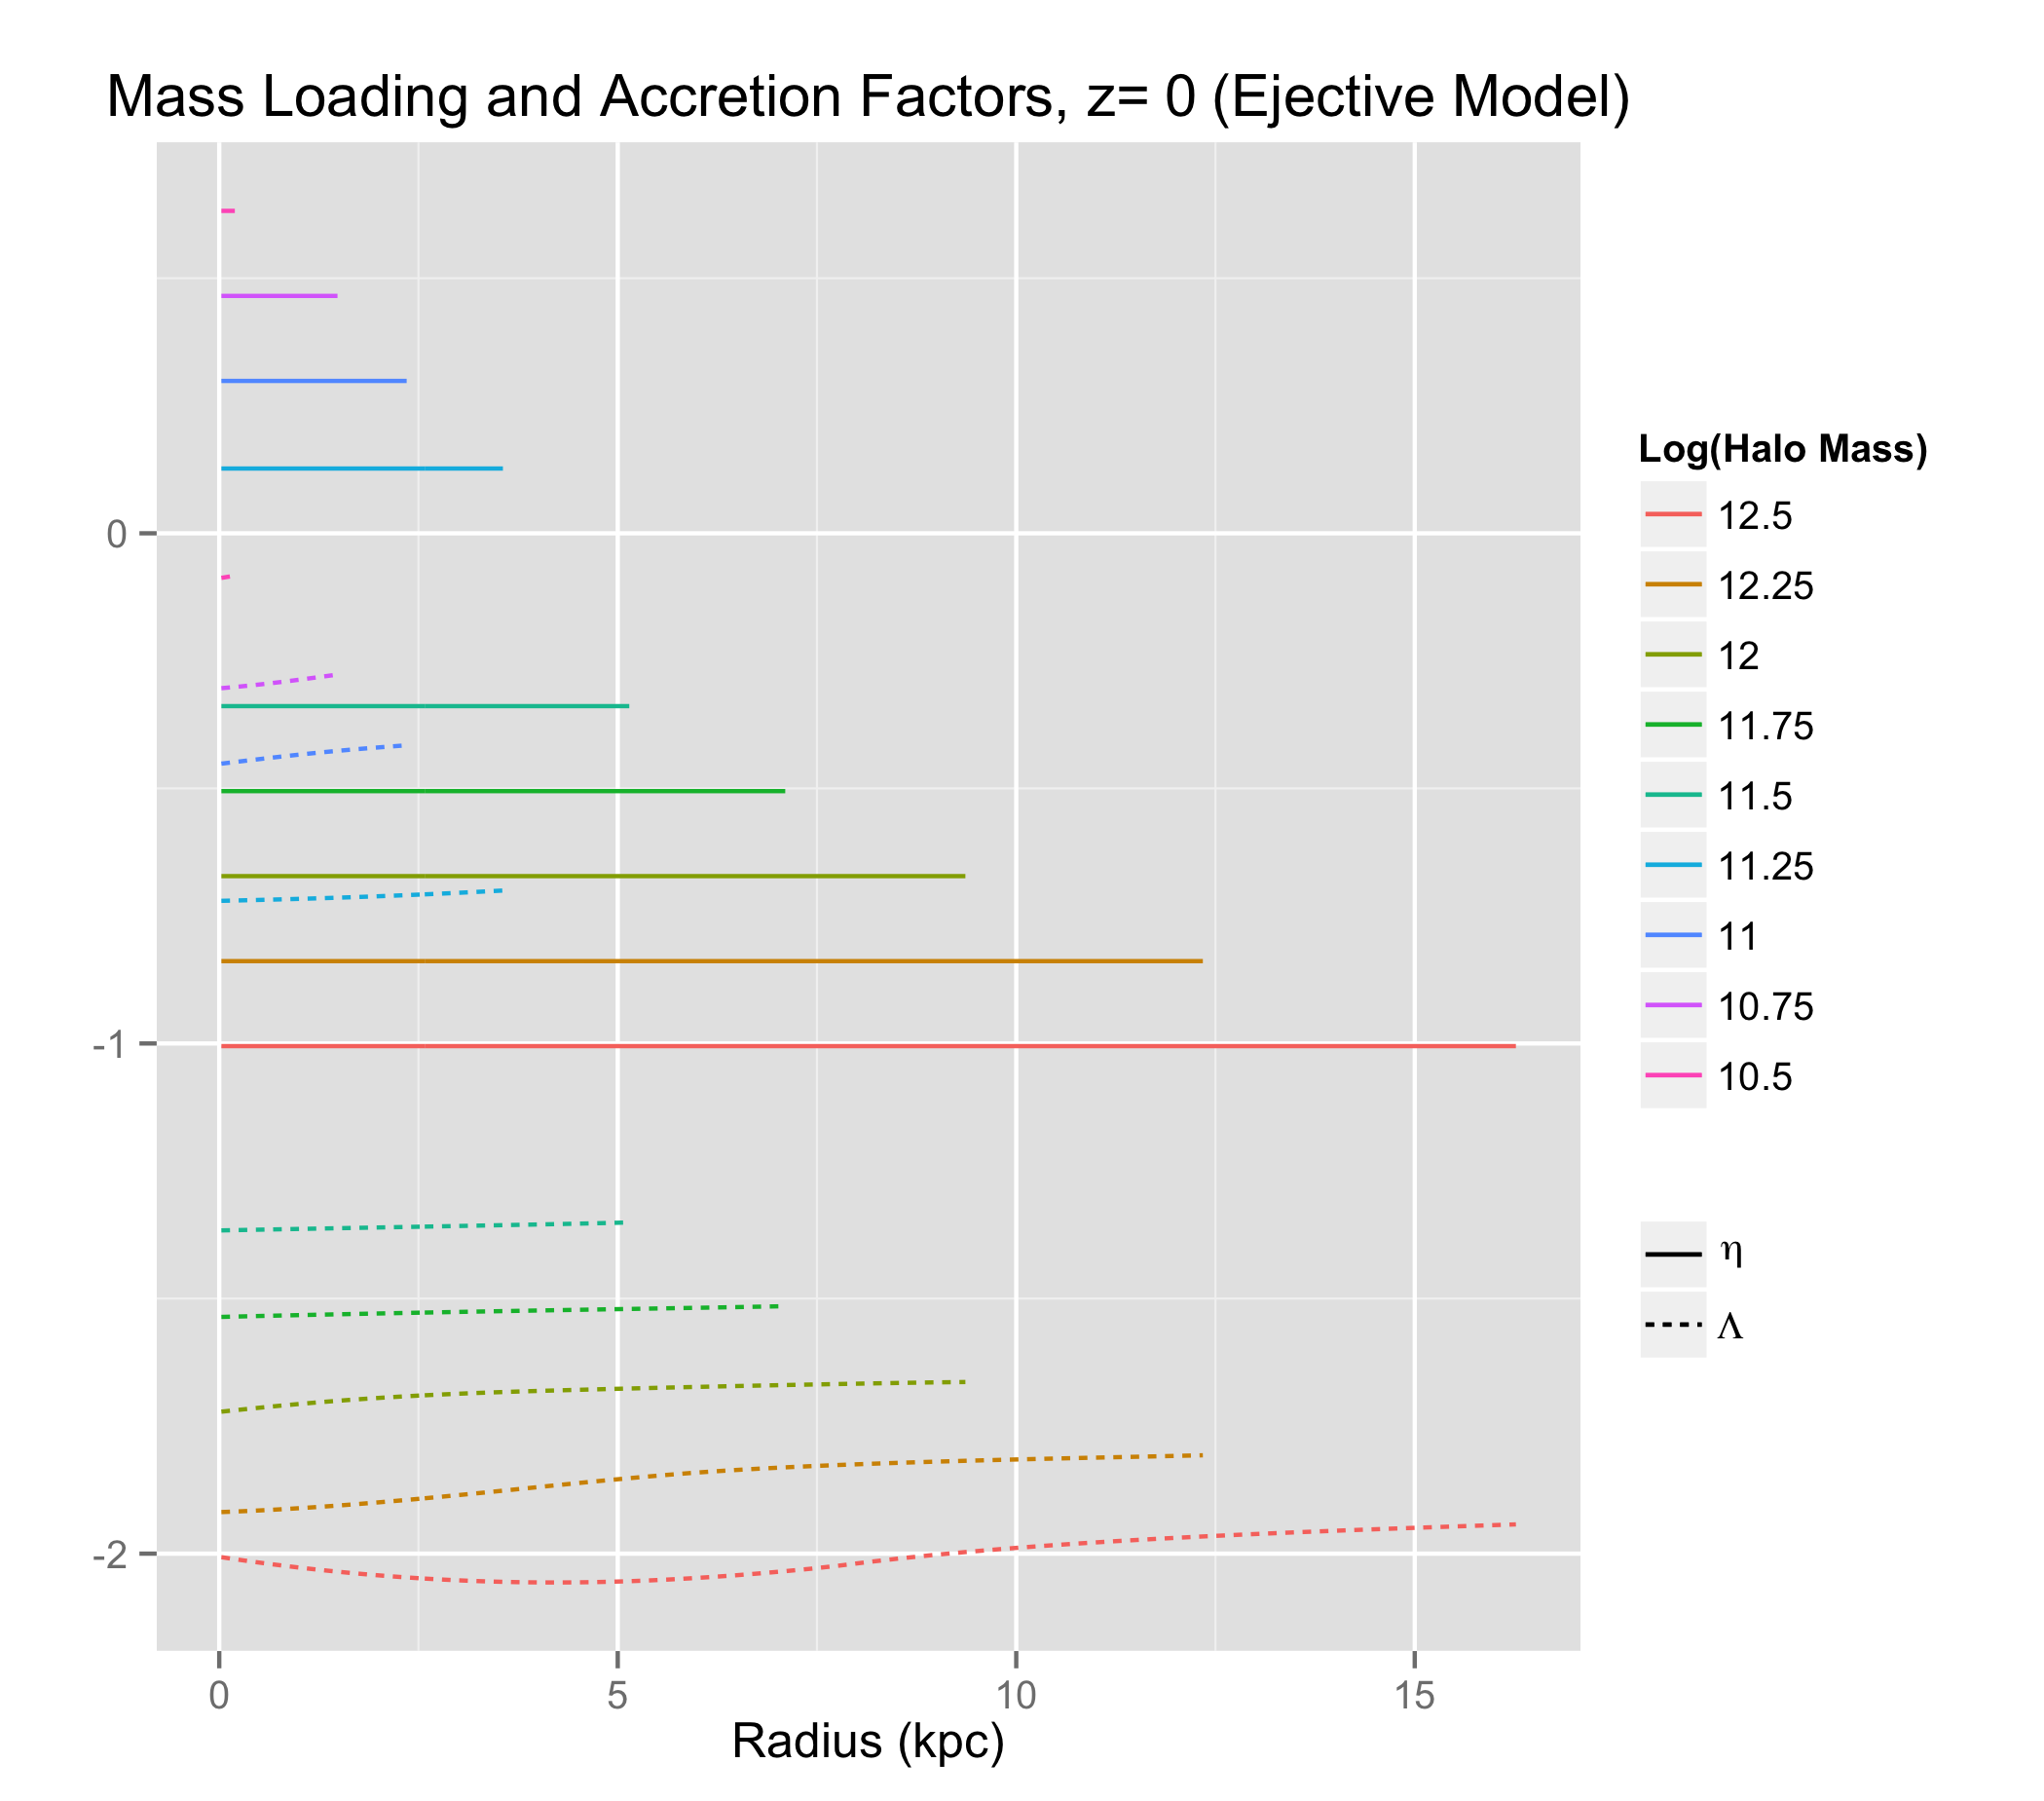 Mass Loading and Accretion Factors, z= 0 (Ejective Model)
0
-1
-2
0 5 10 15
Radius (kpc)
Log(Halo Mass)
12.5
12.25
12
11.75
11.5
11.25
11
10.75
10.5
η
Λ